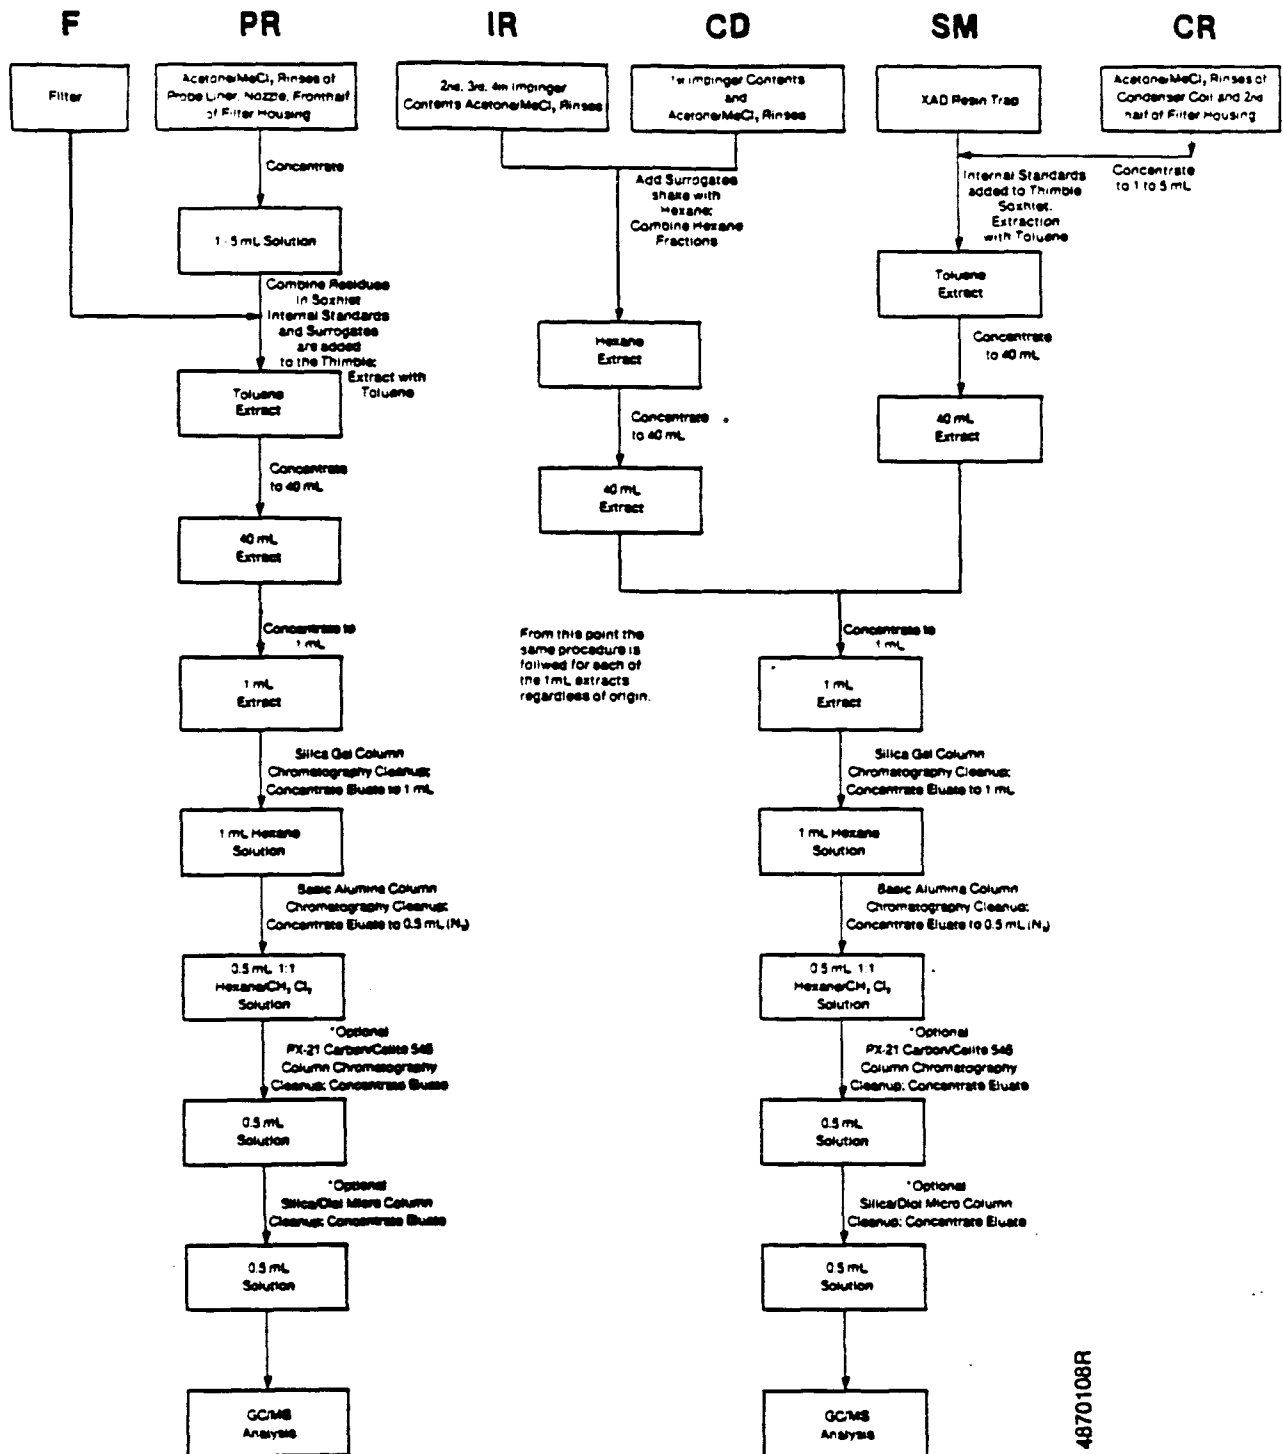 F PR IR CD SM CR
Filter
Acetone/MeCl₂ Rinses of
Probe Liner, Nozzle, Fronthalf
of Filter Housing
2nd, 3rd, 4th Impinger
Contents Acetone/MeCl₂ Rinses
1st Impinger Contents
and
Acetone/MeCl₂ Rinses
XAD Resin Trap
Acetone/MeCl₂ Rinses of
Condenser Coil and 2nd
half of Filter Housing
Concentrate
1 - 5 mL Solution
Combine Residues
in Soxhlet
Internal Standards
and Surrogates
are added
to the Thimble;
Extract with
Toluene
Toluene
Extract
Concentrate
to 40 mL
40 mL
Extract
Concentrate to
1 mL
1 mL
Extract
Silica Gel Column
Chromatography Cleanup;
Concentrate Eluate to 1 mL
1 mL Hexane
Solution
Basic Alumina Column
Chromatography Cleanup;
Concentrate Eluate to 0.5 mL (N₂)
0.5 mL 1:1
Hexane/CH₂ Cl₂
Solution
*Optional
PX-21 Carbon/Celite 545
Column Chromatography
Cleanup; Concentrate Eluate
0.5 mL
Solution
*Optional
Silica/Diol Micro Column
Cleanup; Concentrate Eluate
0.5 mL
Solution
GC/MS
Analysis
Add Surrogates
shake with
Hexane;
Combine Hexane
Fractions
Hexane
Extract
Concentrate
to 40 mL
40 mL
Extract
From this point the
same procedure is
follwed for each of
the 1mL extracts
regardless of origin.
Concentrate
to 1 to 5 mL
Internal Standards
added to Thimble
Soxhlet.
Extraction
with Toluene
Toluene
Extract
Concentrate
to 40 mL
40 mL
Extract
Concentrate to
1 mL
1 mL
Extract
Silica Gel Column
Chromatography Cleanup;
Concentrate Eluate to 1 mL
1 mL Hexane
Solution
Basic Alumina Column
Chromatography Cleanup;
Concentrate Eluate to 0.5 mL (N₂)
0.5 mL 1:1
Hexane/CH₂ Cl₂
Solution
*Optional
PX-21 Carbon/Celite 545
Column Chromatography
Cleanup; Concentrate Eluate
0.5 mL
Solution
*Optional
Silica/Diol Micro Column
Cleanup; Concentrate Eluate
0.5 mL
Solution
GC/MS
Analysis
4870108R